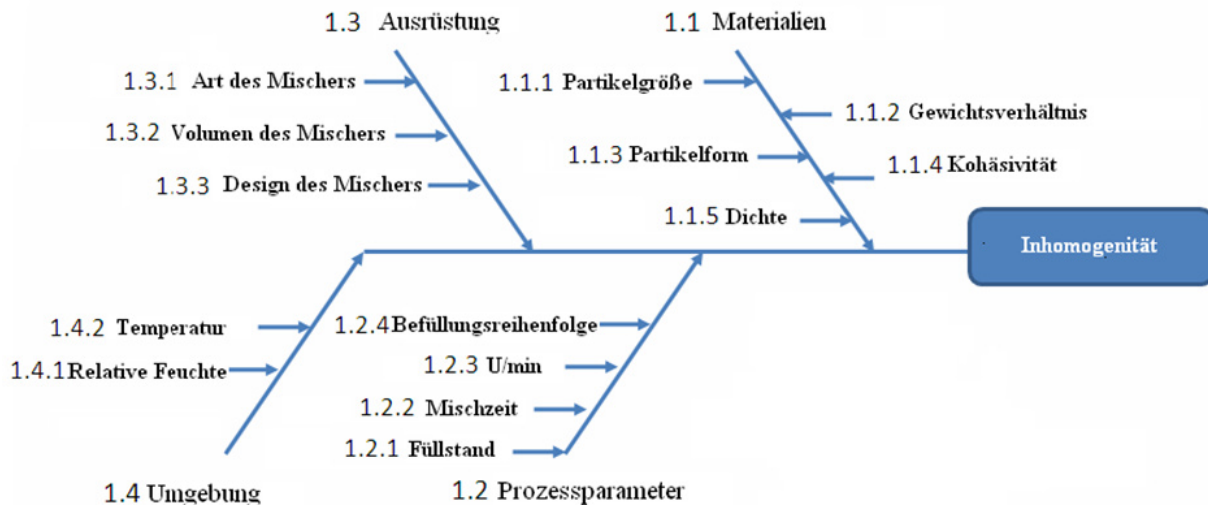 1.3 Ausrüstung
1.1 Materialien
1.3.1 Art des Mischers
1.1.1 Partikelgröße
1.3.2 Volumen des Mischers
1.1.2 Gewichtsverhältnis
1.1.3 Partikelform
1.3.3 Design des Mischers
1.1.4 Kohäsivität
1.1.5 Dichte
Inhomogenität
1.4.2 Temperatur
1.2.4 Befüllungsreihenfolge
1.4.1 Relative Feuchte
1.2.3 U/min
1.2.2 Mischzeit
1.2.1 Füllstand
1.4 Umgebung
1.2 Prozessparameter